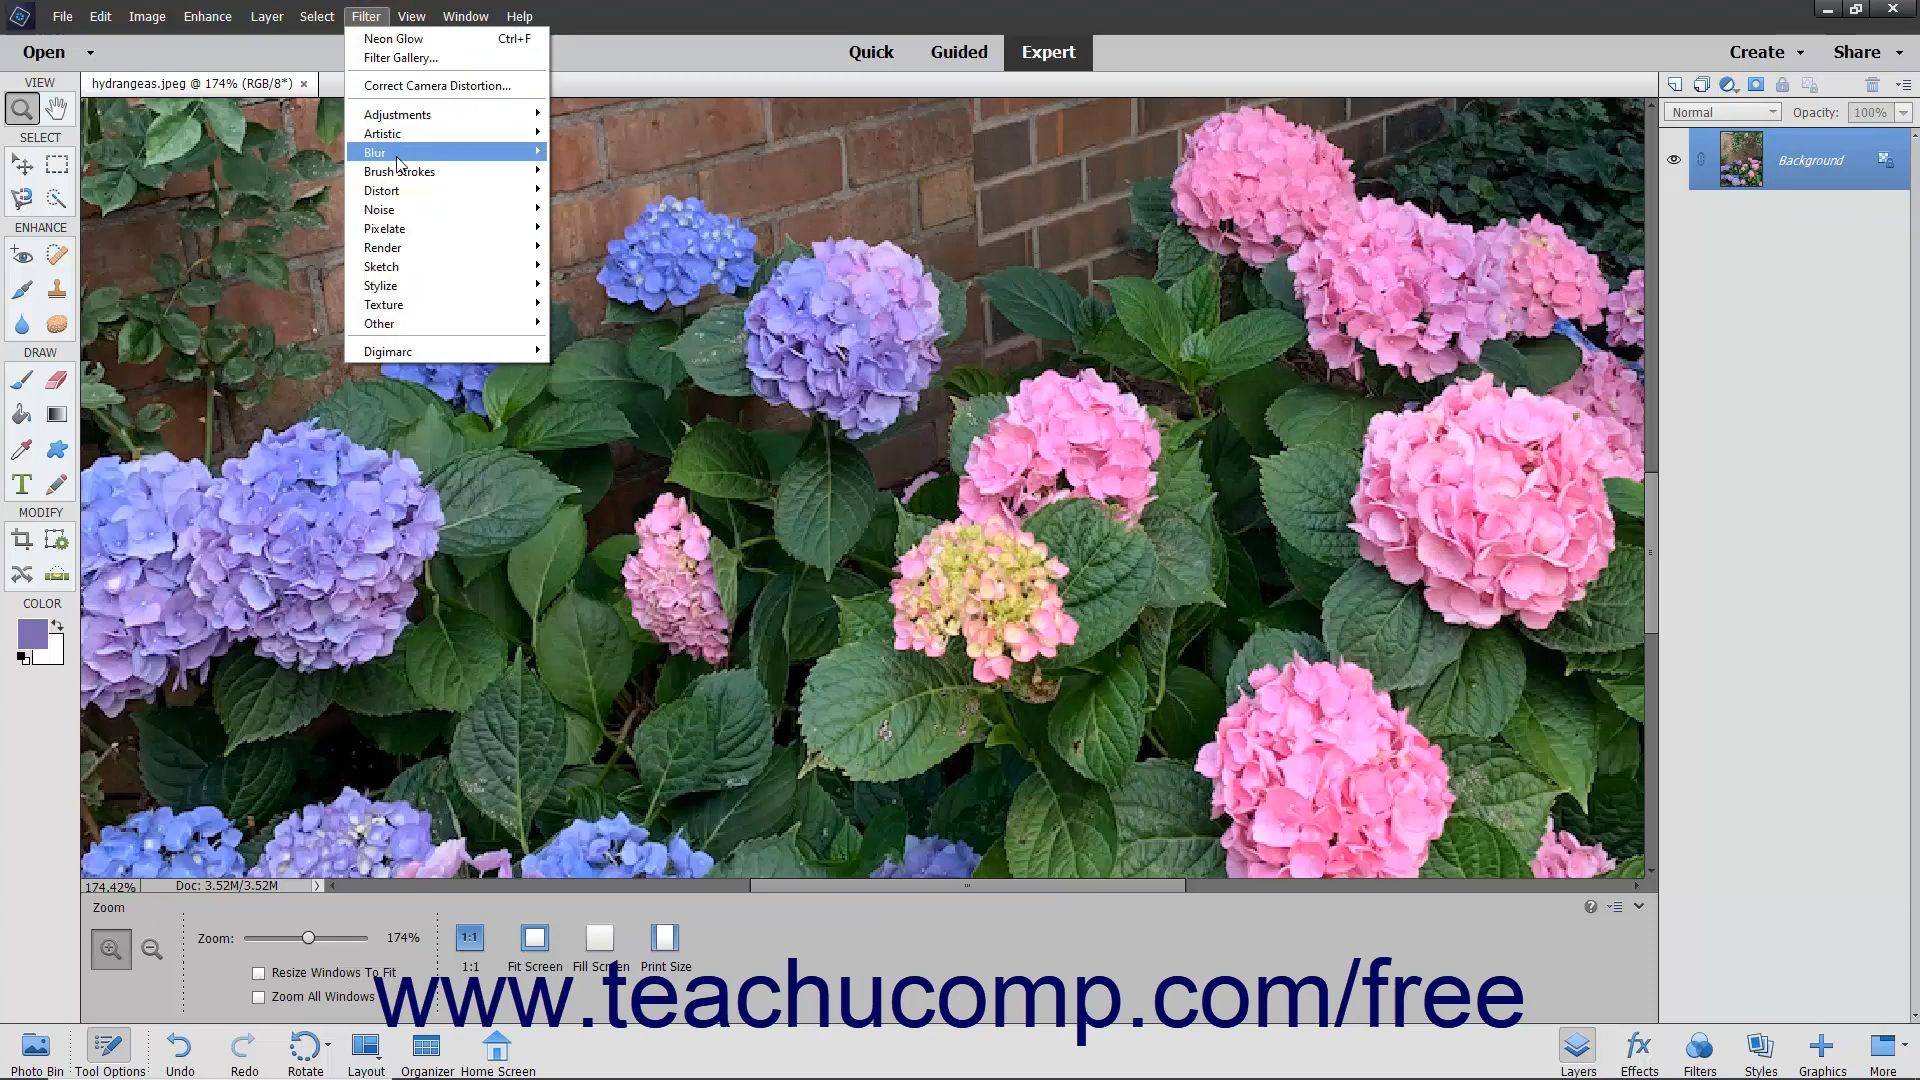 File Edit Image Enhance Layer Select Filter View Window Help
Open
Quick Guided Expert
Create Share
hydrangeas.jpeg @ 174% (RGB/8*) ×
Neon Glow Ctrl+F
Filter Gallery...
Correct Camera Distortion...
Adjustments
Artistic
Blur
Brush Strokes
Distort
Noise
Pixelate
Render
Sketch
Stylize
Texture
Other
Digimarc
VIEW
SELECT
ENHANCE
DRAW
MODIFY
COLOR
Normal Opacity: 100%
Background
174.42% Doc: 3.52M/3.52M
Zoom
Zoom: 174%
Resize Windows To Fit
Zoom All Windows
1:1
1:1 Fit Screen Fill Screen Print Size
www.teachucomp.com/free
Photo Bin Tool Options Undo Redo Rotate Layout Organizer Home Screen
fx
Layers Effects Filters Styles Graphics More